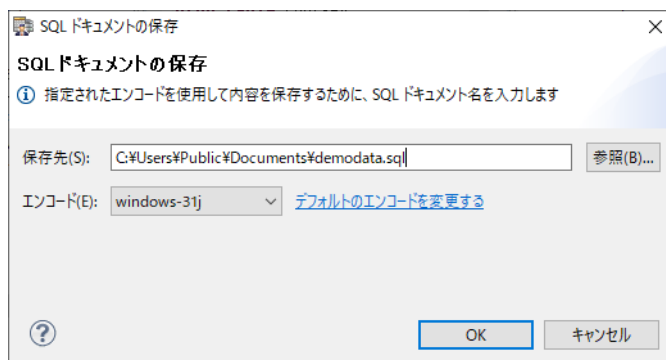 SQL ドキュメントの保存
SQLドキュメントの保存
指定されたエンコードを使用して内容を保存するために、SQL ドキュメント名を入力します
保存先(S): C:¥Users¥Public¥Documents¥demodata.sql 参照(B)...
エンコード(E): windows-31j デフォルトのエンコードを変更する
OK キャンセル